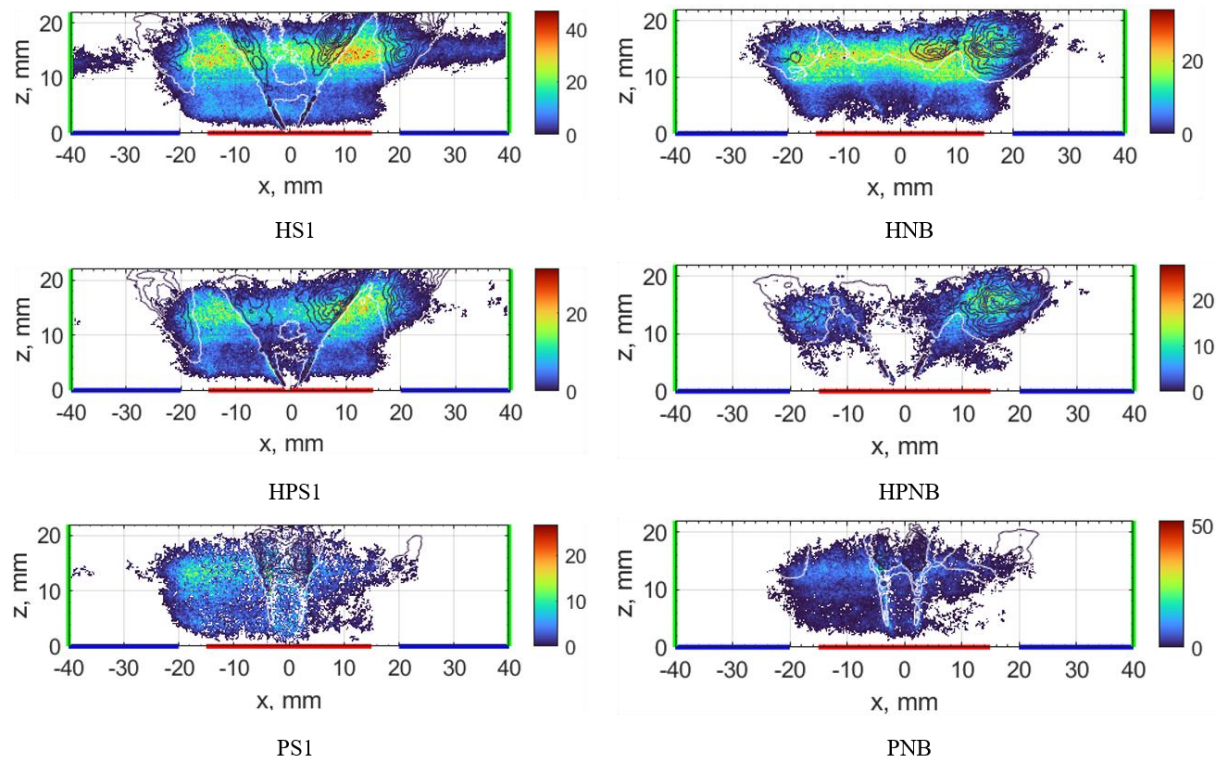 20 10 0 z, mm -40 -30 -20 -10 0 10 20 30 40 x, mm 40 20 0
HS1
20 10 0 z, mm -40 -30 -20 -10 0 10 20 30 40 x, mm 20 0
HNB
20 10 0 z, mm -40 -30 -20 -10 0 10 20 30 40 x, mm 20 0
HPS1
20 10 0 z, mm -40 -30 -20 -10 0 10 20 30 40 x, mm 20 10 0
HPNB
20 10 0 z, mm -40 -30 -20 -10 0 10 20 30 40 x, mm 20 10 0
PS1
20 10 0 z, mm -40 -30 -20 -10 0 10 20 30 40 x, mm 50 0
PNB